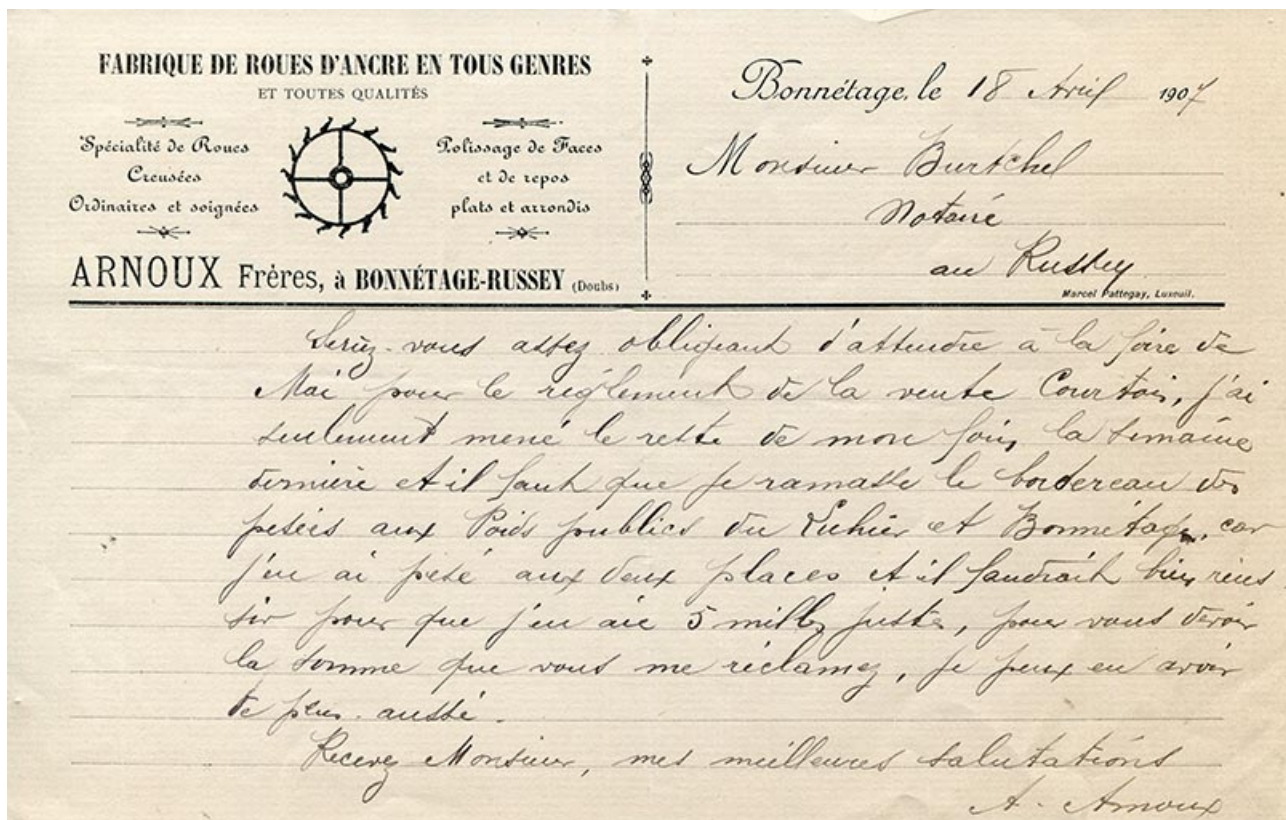 FABRIQUE DE ROUES D'ANCRE EN TOUS GENRES
ET TOUTES QUALITÉS
Spécialité de Roues
Creusées
Ordinaires et soignées
Polissage de Faces
et de repos
plats et arrondis
ARNOUX Frères, à BONNÉTAGE-RUSSEY (Doubs)
Bonnétage, le 18 Avril 1907
Monsieur Burtchel
Notaire
au Russey
Marcel Pattegay, Luxeuil.
Seriez-vous assez obligeant d'attendre à la foire de
Mai pour le réglement de la vente Courtois, j'ai
seulement mené le reste de mon foin la semaine
dernière et il faut que je ramasse le bordereau des
pesées aux Poids publics du Luhier et Bonnétage, car
j'en ai pesé aux deux places et il faudrait bien réus
sir pour que j'en aie 5 milles juste, pour vous devoir
la somme que vous me réclamez, je peux en avoir
de plus aussi.
Recevez Monsieur, mes meilleures salutations
A. Arnoux